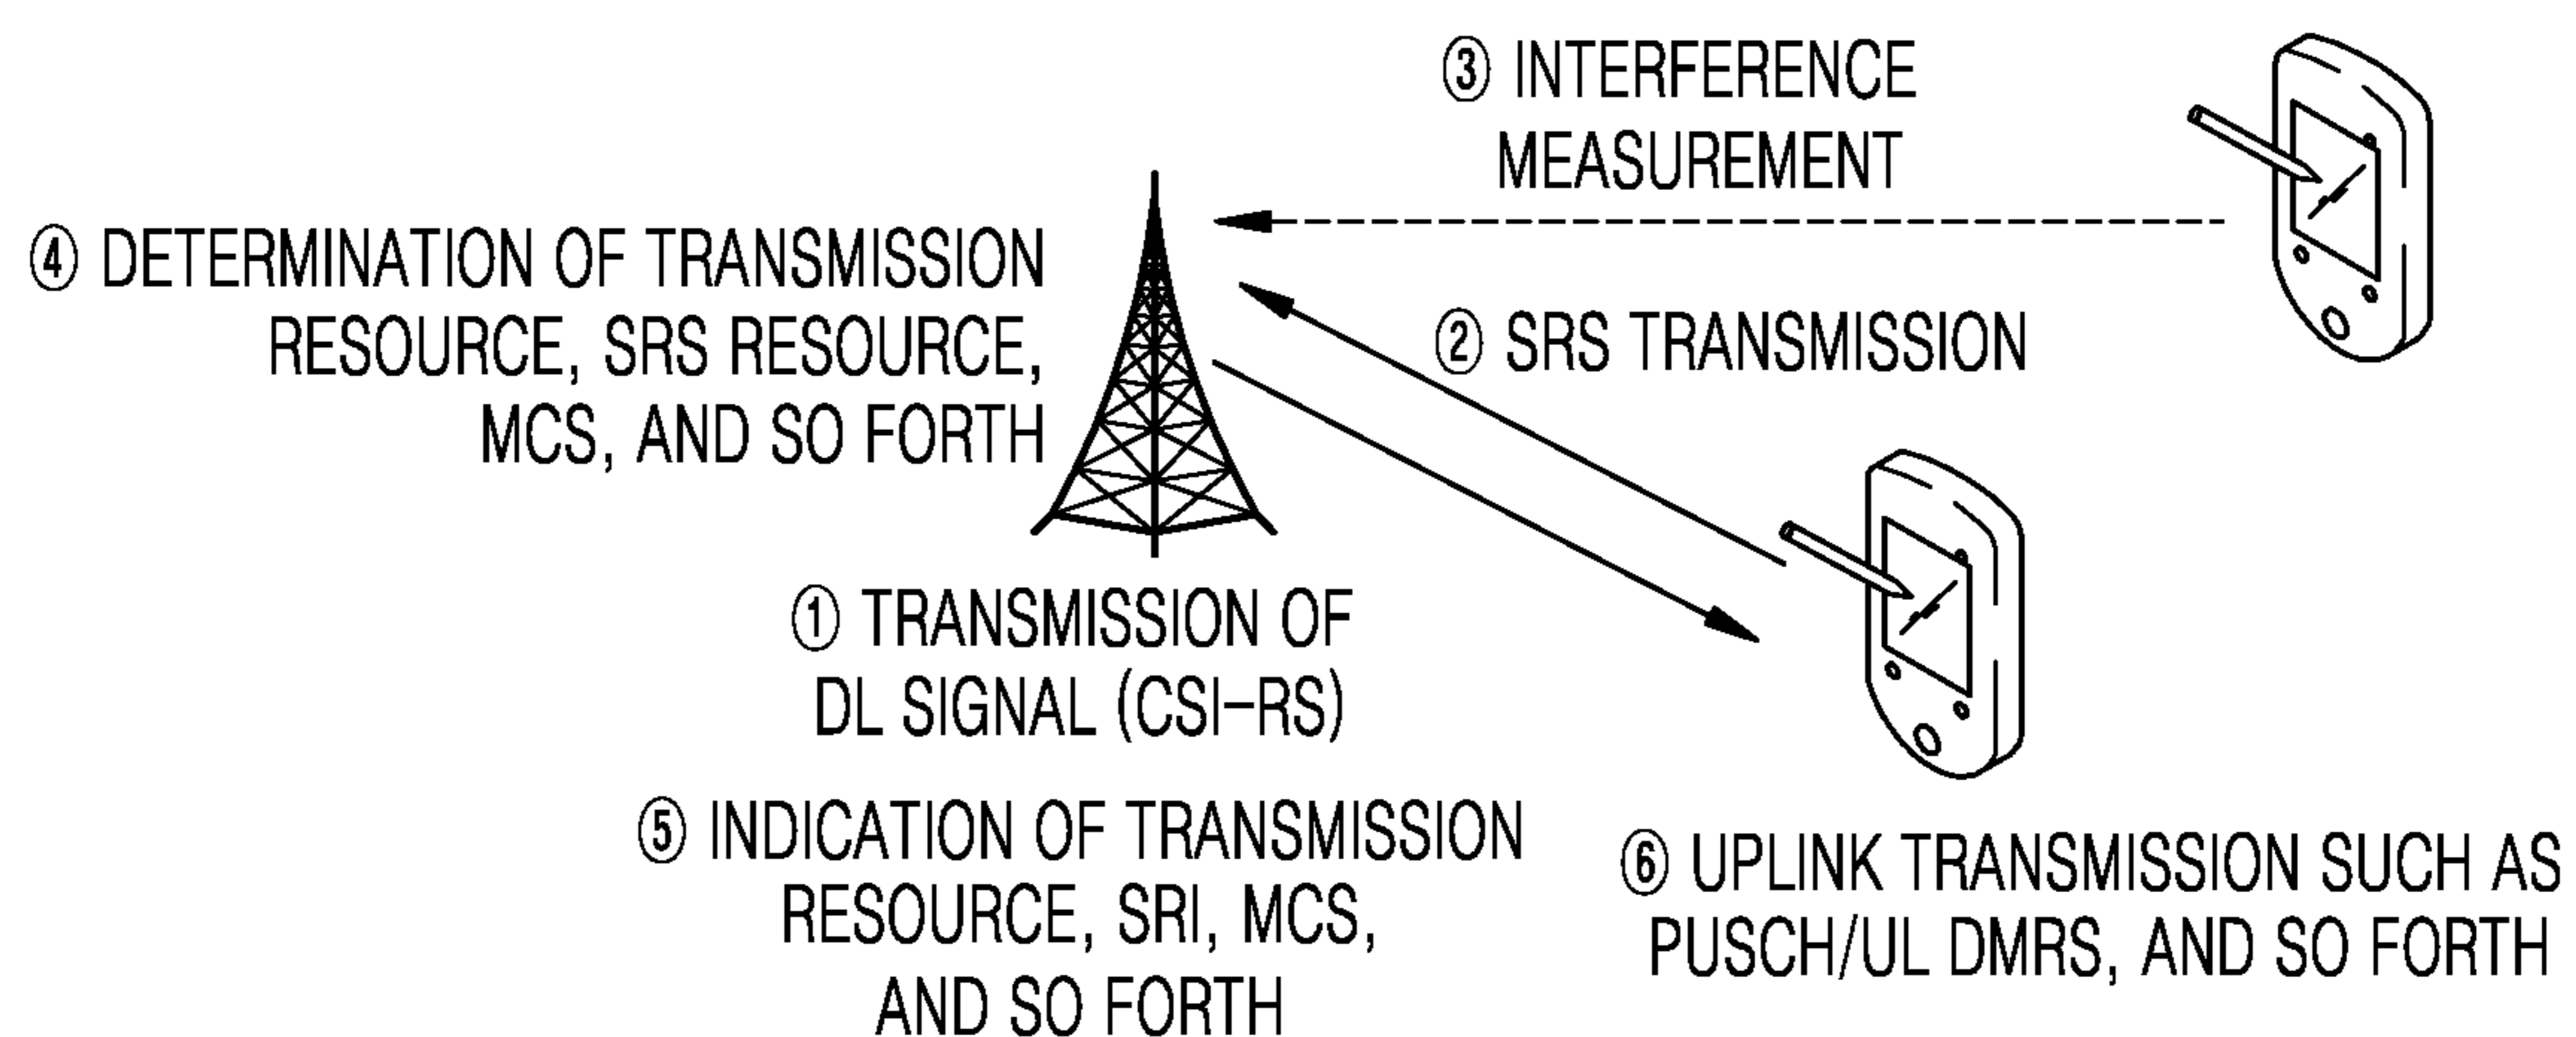 ③ INTERFERENCE
MEASUREMENT
④ DETERMINATION OF TRANSMISSION
RESOURCE, SRS RESOURCE,
MCS, AND SO FORTH
② SRS TRANSMISSION
① TRANSMISSION OF
DL SIGNAL (CSI-RS)
⑤ INDICATION OF TRANSMISSION
RESOURCE, SRI, MCS,
AND SO FORTH
⑥ UPLINK TRANSMISSION SUCH AS
PUSCH/UL DMRS, AND SO FORTH